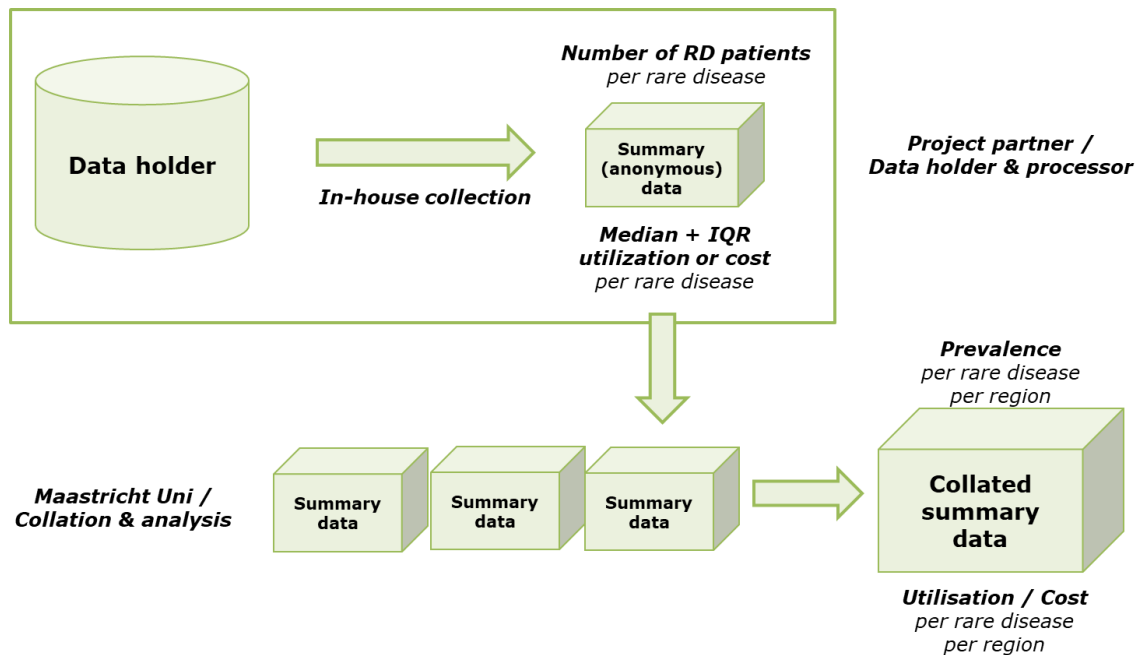 Number of RD patients
per rare disease
Data holder
Summary
(anonymous)
data
In-house collection
Median + IQR
utilization or cost
per rare disease
Project partner /
Data holder & processor
Maastricht Uni /
Collation & analysis
Summary
data
Summary
data
Summary
data
Prevalence
per rare disease
per region
Collated
summary
data
Utilisation / Cost
per rare disease
per region